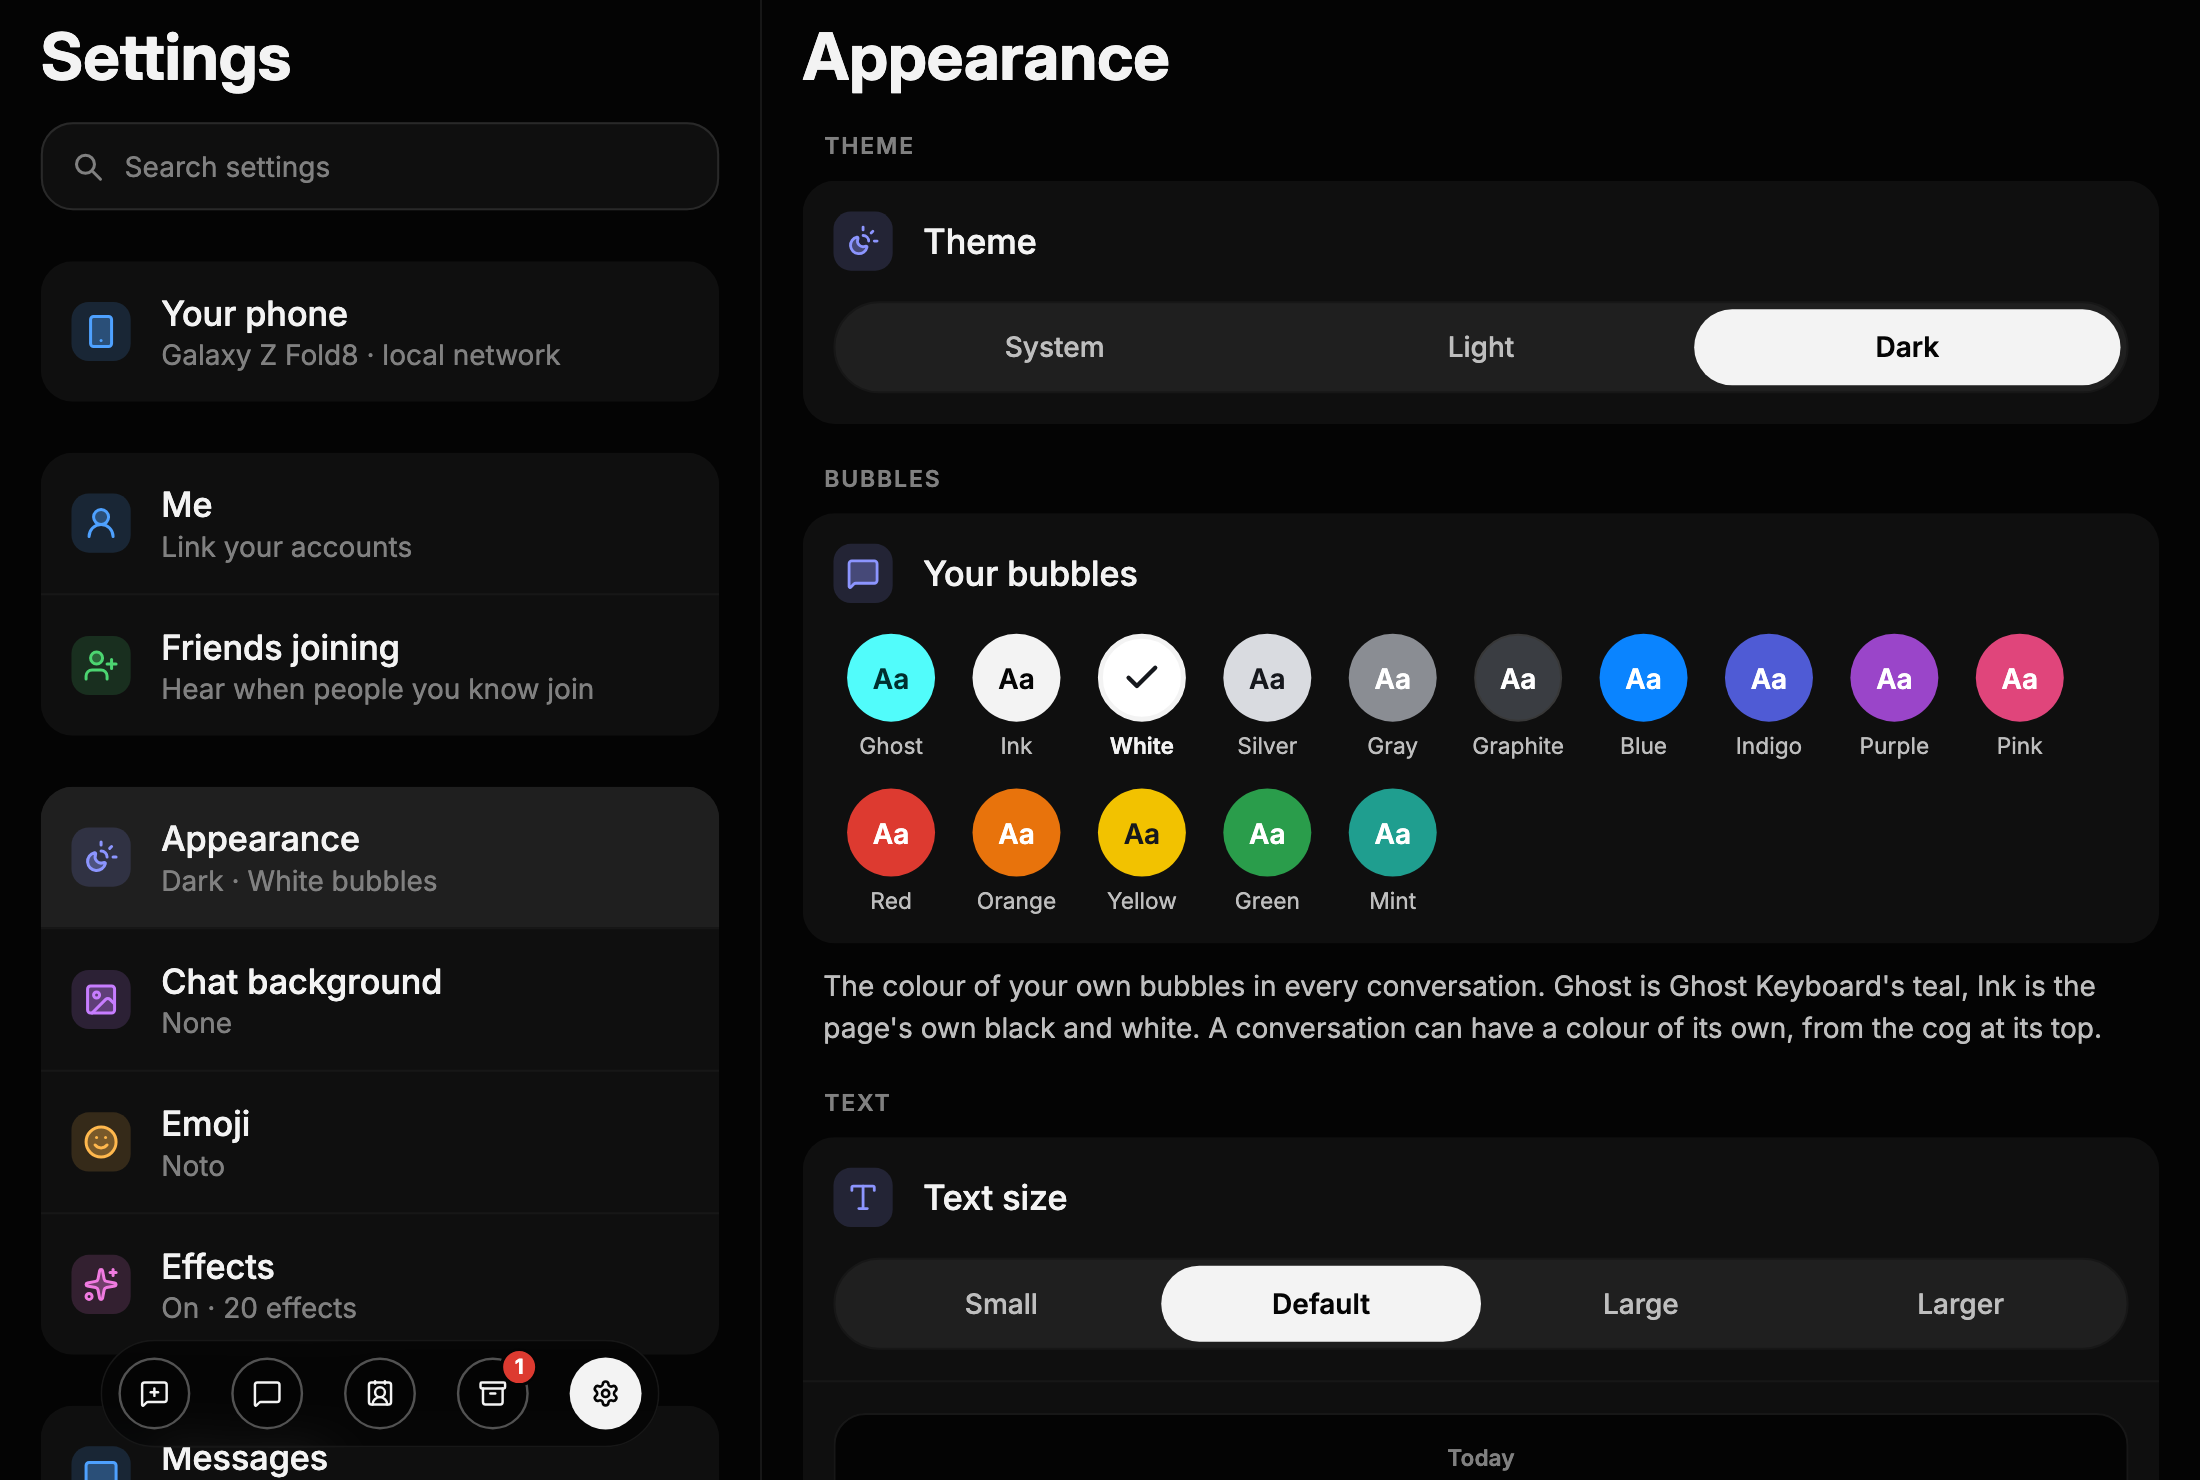 Settings
Search settings
Your phone
Galaxy Z Fold8 · local network
Me
Link your accounts
Friends joining
Hear when people you know join
Appearance
Dark · White bubbles
Chat background
None
Emoji
Noto
Effects
On · 20 effects
1
Messages
Appearance
THEME
Theme
System Light Dark
BUBBLES
Your bubbles
Aa Aa Aa Aa Aa Aa Aa Aa Aa
Ghost Ink White Silver Gray Graphite Blue Indigo Purple Pink
Aa Aa Aa Aa Aa
Red Orange Yellow Green Mint
The colour of your own bubbles in every conversation. Ghost is Ghost Keyboard's teal, Ink is the
page's own black and white. A conversation can have a colour of its own, from the cog at its top.
TEXT
Text size
Small Default Large Larger
Today